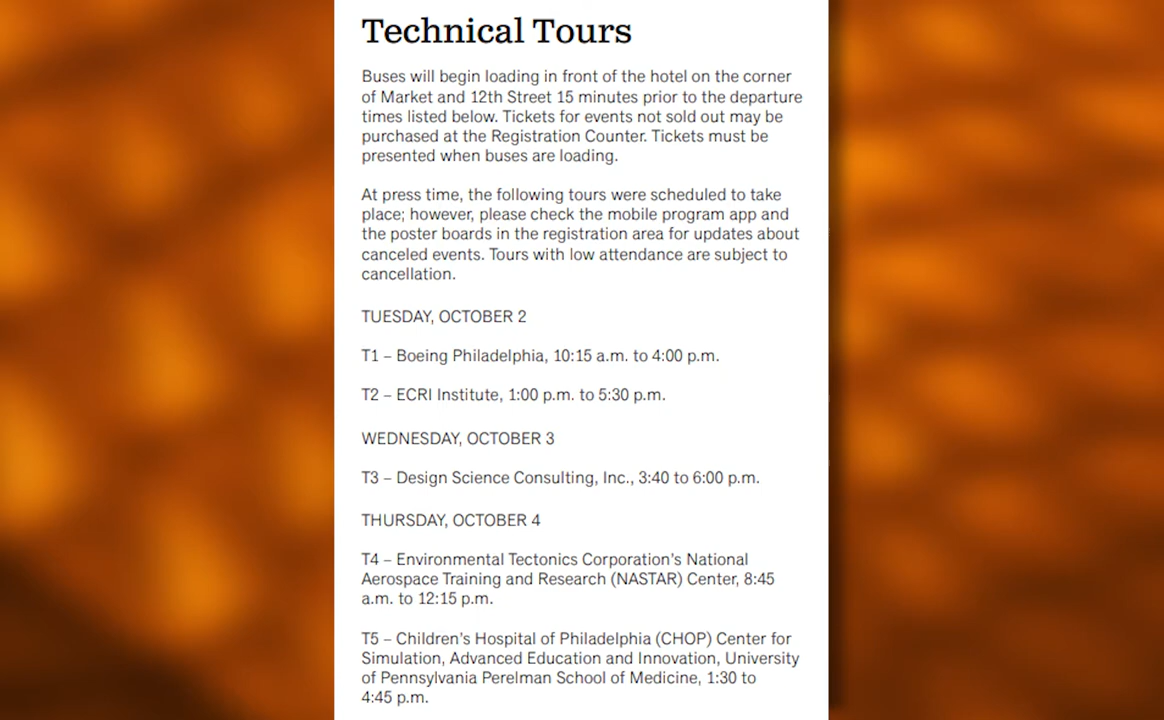 Technical Tours
Buses will begin loading in front of the hotel on the corner
of Market and 12th Street 15 minutes prior to the departure
times listed below. Tickets for events not sold out may be
purchased at the Registration Counter. Tickets must be
presented when buses are loading.
At press time, the following tours were scheduled to take
place; however, please check the mobile program app and
the poster boards in the registration area for updates about
canceled events. Tours with low attendance are subject to
cancellation.
TUESDAY, OCTOBER 2
T1 – Boeing Philadelphia, 10:15 a.m. to 4:00 p.m.
T2 – ECRI Institute, 1:00 p.m. to 5:30 p.m.
WEDNESDAY, OCTOBER 3
T3 – Design Science Consulting, Inc., 3:40 to 6:00 p.m.
THURSDAY, OCTOBER 4
T4 – Environmental Tectonics Corporation's National
Aerospace Training and Research (NASTAR) Center, 8:45
a.m. to 12:15 p.m.
T5 – Children's Hospital of Philadelphia (CHOP) Center for
Simulation, Advanced Education and Innovation, University
of Pennsylvania Perelman School of Medicine, 1:30 to
4:45 p.m.